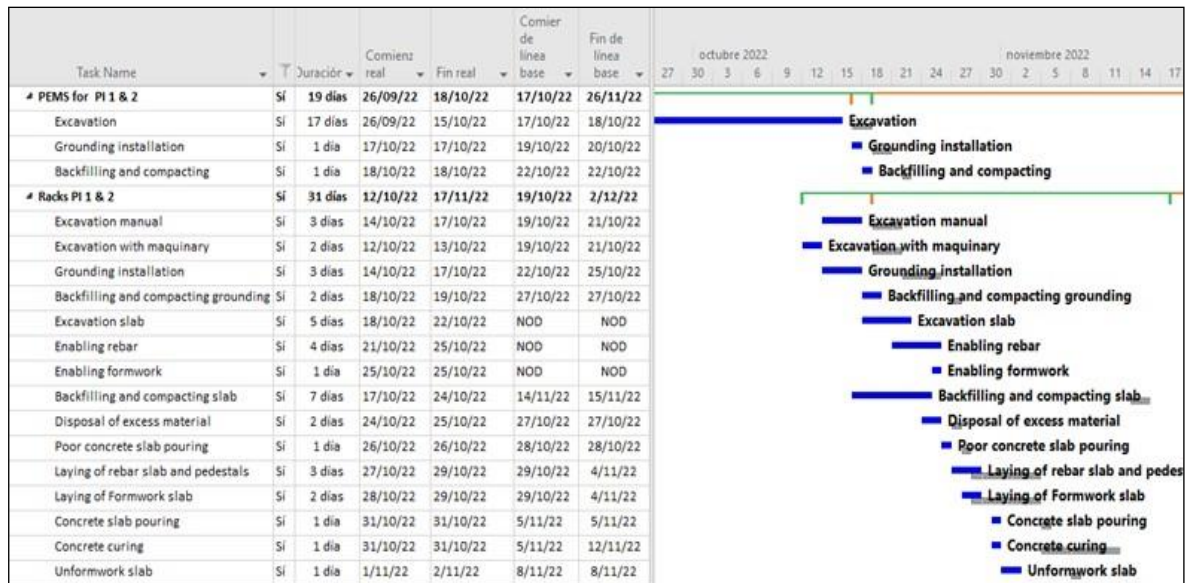 Task Name Duración Comienz real Fin real Comier de línea base Fin de línea base
octubre 2022 noviembre 2022
27 30 3 6 9 12 15 18 21 24 27 30 2 5 8 11 14 17
PEMS for PI 1 & 2 Sí 19 días 26/09/22 18/10/22 17/10/22 26/11/22
Excavation Sí 17 días 26/09/22 15/10/22 17/10/22 18/10/22 Excavation
Grounding installation Sí 1 día 17/10/22 17/10/22 19/10/22 20/10/22 Grounding installation
Backfilling and compacting Sí 1 día 18/10/22 18/10/22 22/10/22 22/10/22 Backfilling and compacting
Racks PI 1 & 2 Sí 31 días 12/10/22 17/11/22 19/10/22 2/12/22
Excavation manual Sí 3 días 14/10/22 17/10/22 19/10/22 21/10/22 Excavation manual
Excavation with maquinary Sí 2 días 12/10/22 13/10/22 19/10/22 21/10/22 Excavation with maquinary
Grounding installation Sí 3 días 14/10/22 17/10/22 22/10/22 25/10/22 Grounding installation
Backfilling and compacting grounding Sí 2 días 18/10/22 19/10/22 27/10/22 27/10/22 Backfilling and compacting grounding
Excavation slab Sí 5 días 18/10/22 22/10/22 NOD NOD Excavation slab
Enabling rebar Sí 4 días 21/10/22 25/10/22 NOD NOD Enabling rebar
Enabling formwork Sí 1 día 25/10/22 25/10/22 NOD NOD Enabling formwork
Backfilling and compacting slab Sí 7 días 17/10/22 24/10/22 14/11/22 15/11/22 Backfilling and compacting slab
Disposal of excess material Sí 2 días 24/10/22 25/10/22 27/10/22 27/10/22 Disposal of excess material
Poor concrete slab pouring Sí 1 día 26/10/22 26/10/22 28/10/22 28/10/22 Poor concrete slab pouring
Laying of rebar slab and pedestals Sí 3 días 27/10/22 29/10/22 29/10/22 4/11/22 Laying of rebar slab and pedes
Laying of Formwork slab Sí 2 días 28/10/22 29/10/22 29/10/22 4/11/22 Laying of Formwork slab
Concrete slab pouring Sí 1 día 31/10/22 31/10/22 5/11/22 5/11/22 Concrete slab pouring
Concrete curing Sí 1 día 31/10/22 31/10/22 5/11/22 12/11/22 Concrete curing
Unformwork slab Sí 1 día 1/11/22 2/11/22 8/11/22 8/11/22 Unformwork slab